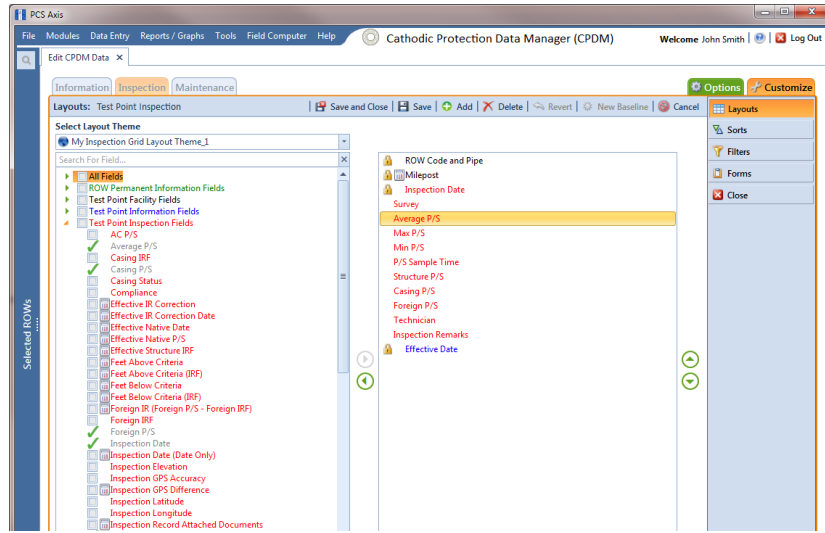 PCS Axis
File Modules Data Entry Reports / Graphs Tools Field Computer Help
Cathodic Protection Data Manager (CPDM)
Welcome John Smith | Log Out
Edit CPDM Data X
Information Inspection Maintenance
Options Customize
Layouts: Test Point Inspection | Save and Close | Save | Add | Delete | Revert | New Baseline | Cancel
Layouts
Sorts
Filters
Forms
Close
Selected ROWs
Select Layout Theme
My Inspection Grid Layout Theme_1
Search For Field...
All Fields
ROW Permanent Information Fields
Test Point Facility Fields
Test Point Information Fields
Test Point Inspection Fields
AC P/S
Average P/S
Casing IRF
Casing P/S
Casing Status
Compliance
Effective IR Correction
Effective IR Correction Date
Effective Native Date
Effective Native P/S
Effective Structure IRF
Feet Above Criteria
Feet Above Criteria (IRF)
Feet Below Criteria
Feet Below Criteria (IRF)
Foreign IR (Foreign P/S - Foreign IRF)
Foreign IRF
Foreign P/S
Inspection Date
Inspection Date (Date Only)
Inspection Elevation
Inspection GPS Accuracy
Inspection GPS Difference
Inspection Latitude
Inspection Longitude
Inspection Record Attached Documents
ROW Code and Pipe
Milepost
Inspection Date
Survey
Average P/S
Max P/S
Min P/S
P/S Sample Time
Structure P/S
Casing P/S
Foreign P/S
Technician
Inspection Remarks
Effective Date